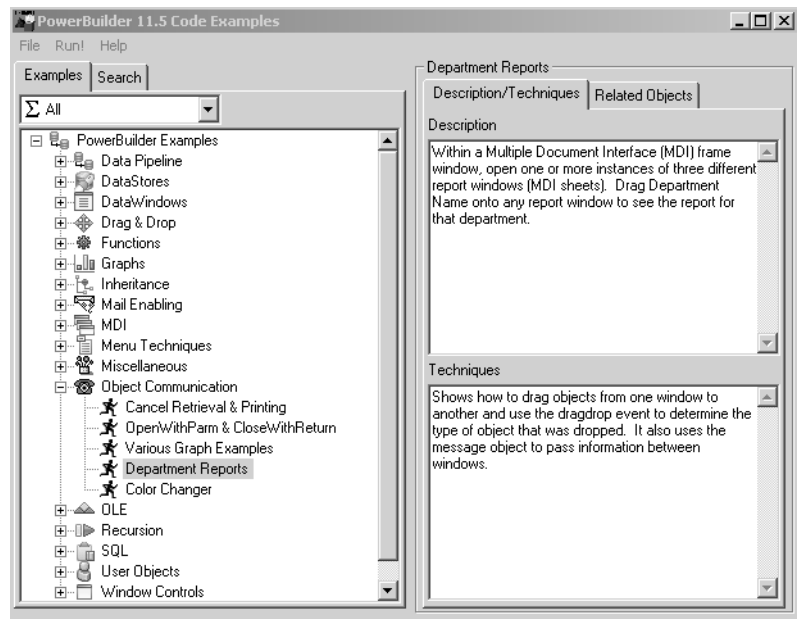 PowerBuilder 11.5 Code Examples
File Run! Help
Examples Search
Σ All
PowerBuilder Examples
Data Pipeline
DataStores
DataWindows
Drag & Drop
Functions
Graphs
Inheritance
Mail Enabling
MDI
Menu Techniques
Miscellaneous
Object Communication
Cancel Retrieval & Printing
OpenWithParm & CloseWithReturn
Various Graph Examples
Department Reports
Color Changer
OLE
Recursion
SQL
User Objects
Window Controls
Department Reports
Description/Techniques Related Objects
Description
Within a Multiple Document Interface (MDI) frame
window, open one or more instances of three different
report windows (MDI sheets). Drag Department
Name onto any report window to see the report for
that department.
Techniques
Shows how to drag objects from one window to
another and use the dragdrop event to determine the
type of object that was dropped. It also uses the
message object to pass information between
windows.